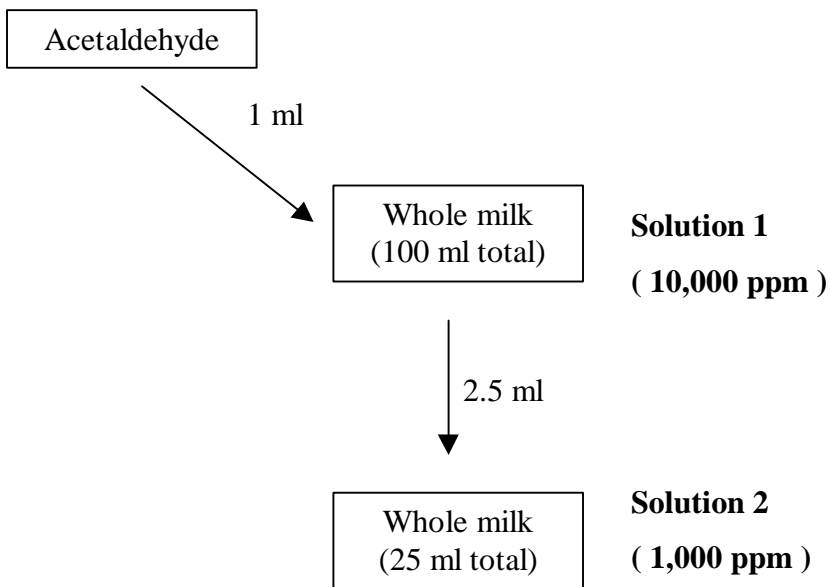 Acetaldehyde
1 ml
Whole milk
(100 ml total)
Solution 1
( 10,000 ppm )
2.5 ml
Whole milk
(25 ml total)
Solution 2
( 1,000 ppm )